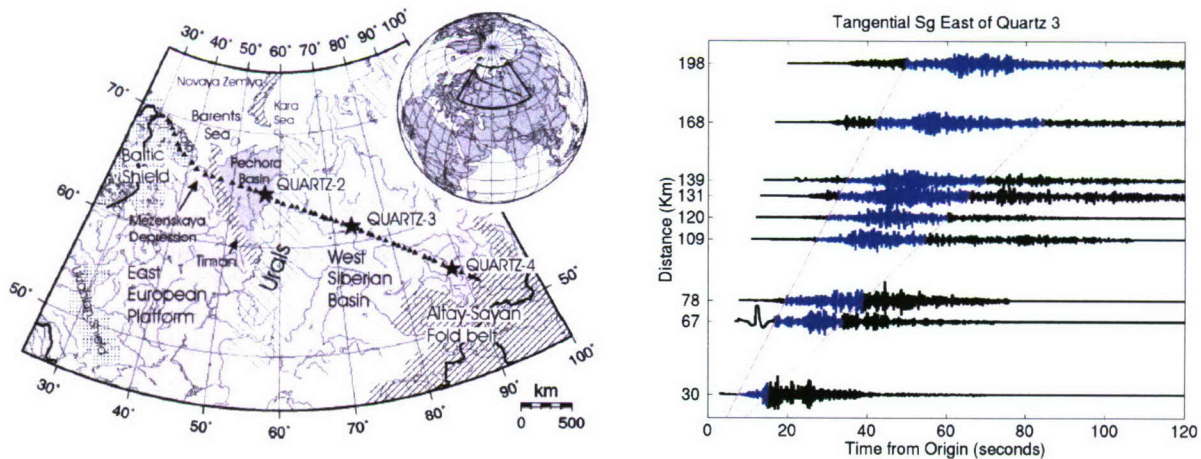 30° 40° 50° 60° 70° 80° 90° 100°
Novaya Zemlya
Kara
Sea
70°
Barents
Sea
Baltic
Shield
Pechora
Basin
QUARTZ-2
60°
QUARTZ-3
Mezenskaya
Depression
Timan
Urals
West
Siberian
Basin
QUARTZ-4
50°
East
European
Platform
50°
Altay-Sayan
Fold belt
100°
30°
40°
50°
60°
70°
80°
90°
km
0 500
Tangential Sg East of Quartz 3
198
168
139
131
120
109
78
67
30
Distance (Km)
0 20 40 60 80 100 120
Time from Origin (seconds)